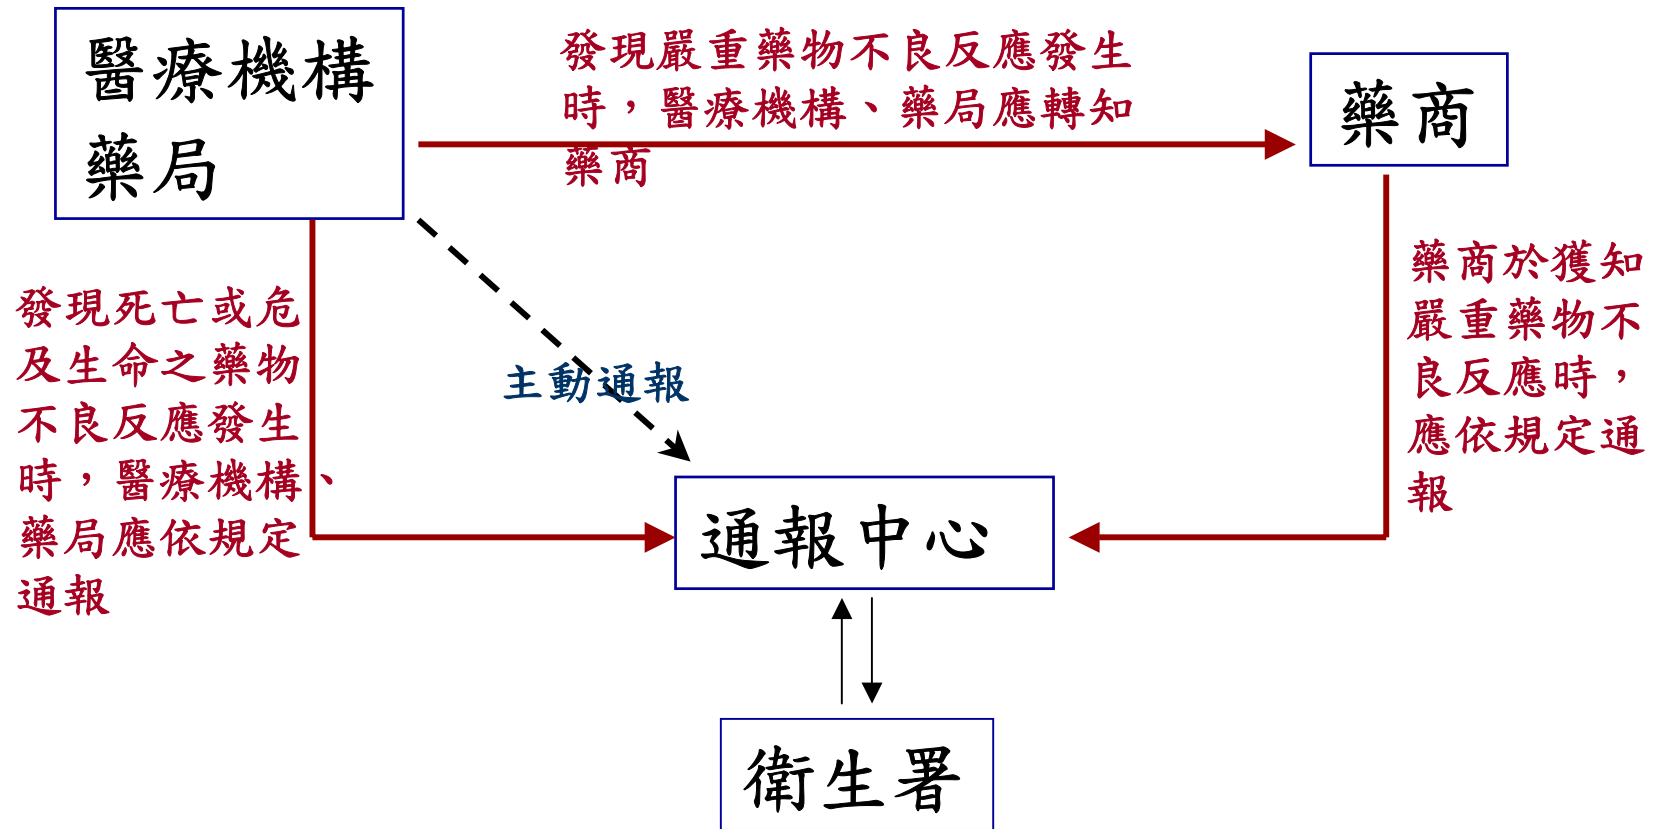 醫療機構
藥局
發現嚴重藥物不良反應發生
時，醫療機構、藥局應轉知
藥商
藥商
發現死亡或危
及生命之藥物
不良反應發生
時，醫療機構、
藥局應依規定
通報
主動通報
藥商於獲知
嚴重藥物不
良反應時，
應依規定通
報
通報中心
衛生署